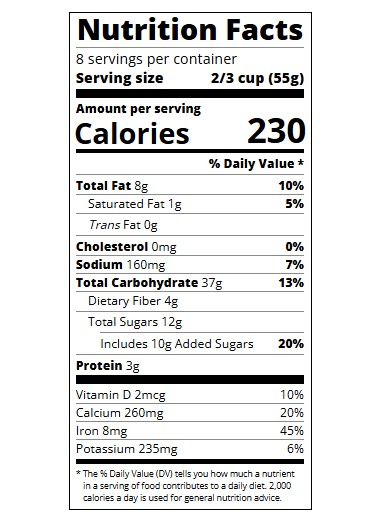 Nutrition Facts
8 servings per container
Serving size 2/3 cup (55g)
Amount per serving
Calories 230
% Daily Value *
Total Fat 8g 10%
Saturated Fat 1g 5%
Trans Fat 0g
Cholesterol 0mg 0%
Sodium 160mg 7%
Total Carbohydrate 37g 13%
Dietary Fiber 4g
Total Sugars 12g
Includes 10g Added Sugars 20%
Protein 3g
Vitamin D 2mcg 10%
Calcium 260mg 20%
Iron 8mg 45%
Potassium 235mg 6%
* The % Daily Value (DV) tells you how much a nutrient
in a serving of food contributes to a daily diet. 2,000
calories a day is used for general nutrition advice.